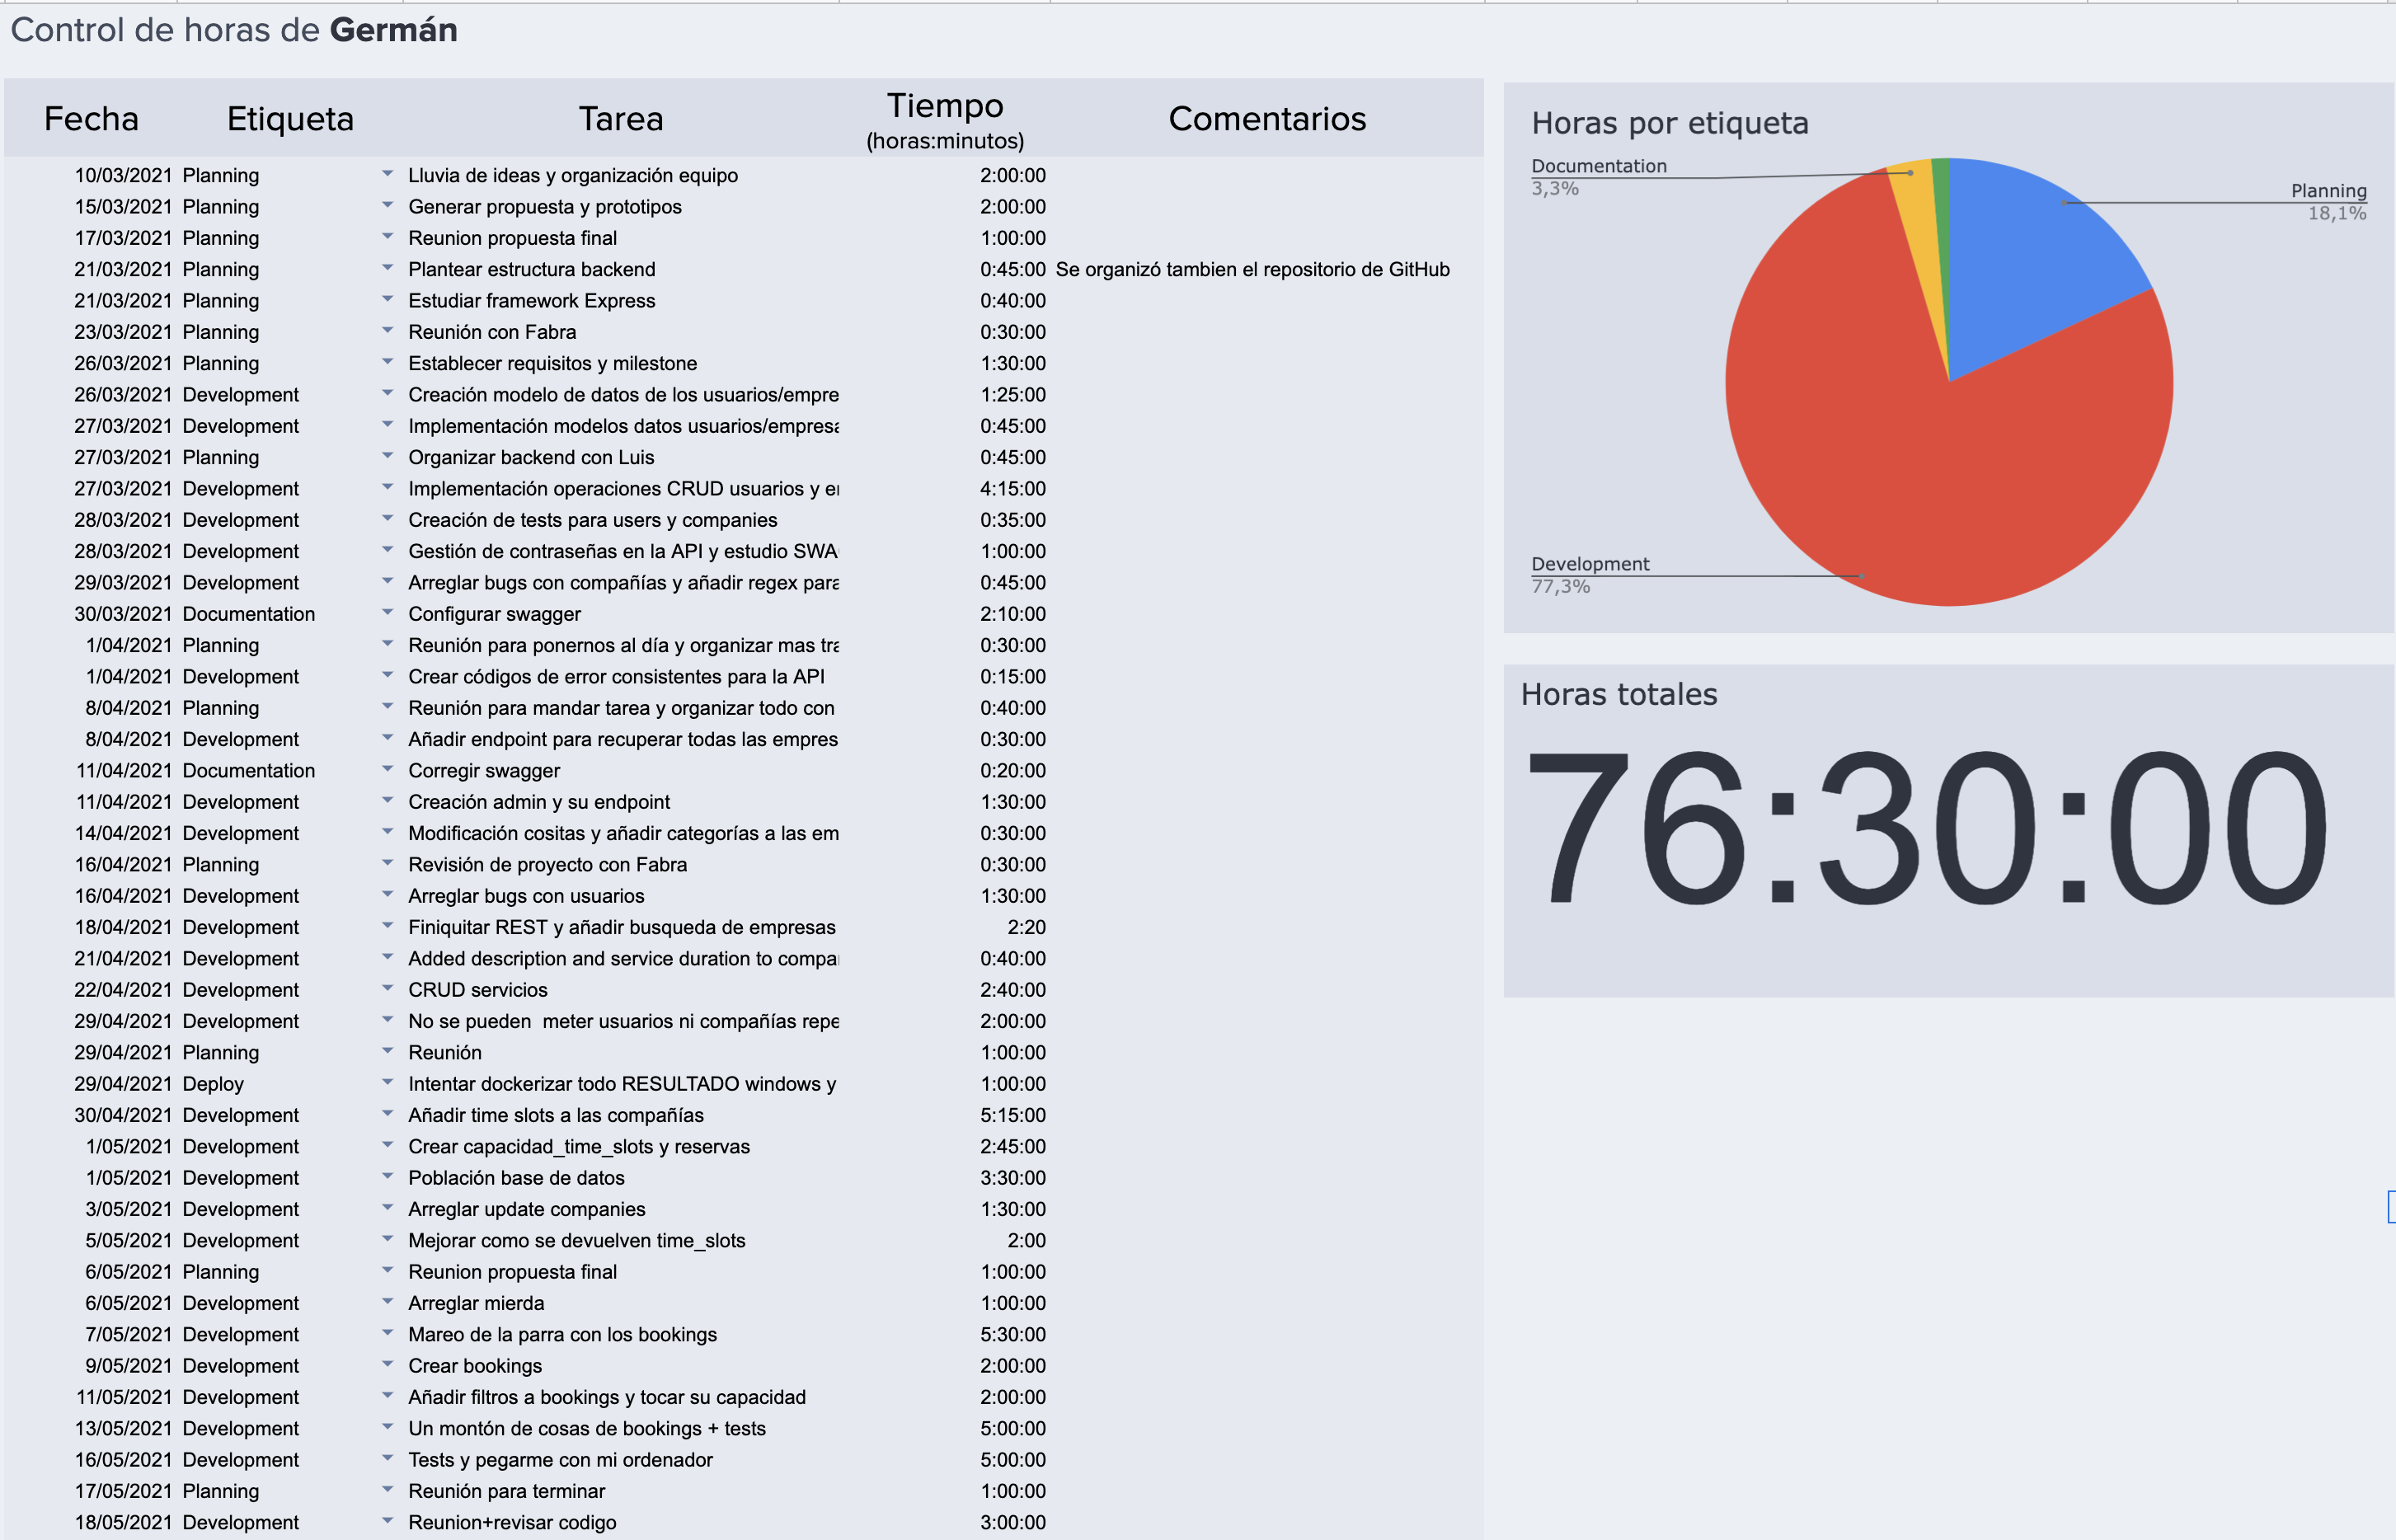 Control de horas de Germán
Fecha Etiqueta Tarea Tiempo (horas:minutos) Comentarios
10/03/2021 Planning Lluvia de ideas y organización equipo 2:00:00
15/03/2021 Planning Generar propuesta y prototipos 2:00:00
17/03/2021 Planning Reunion propuesta final 1:00:00
21/03/2021 Planning Plantear estructura backend 0:45:00 Se organizó tambien el repositorio de GitHub
21/03/2021 Planning Estudiar framework Express 0:40:00
23/03/2021 Planning Reunión con Fabra 0:30:00
26/03/2021 Planning Establecer requisitos y milestone 1:30:00
26/03/2021 Development Creación modelo de datos de los usuarios/empre 1:25:00
27/03/2021 Development Implementación modelos datos usuarios/empresa 0:45:00
27/03/2021 Planning Organizar backend con Luis 0:45:00
27/03/2021 Development Implementación operaciones CRUD usuarios y 4:15:00
28/03/2021 Development Creación de tests para users y companies 0:35:00
28/03/2021 Development Gestión de contraseñas en la API y estudio SWA 1:00:00
29/03/2021 Development Arreglar bugs con compañías y añadir regex para 0:45:00
30/03/2021 Documentation Configurar swagger 2:10:00
1/04/2021 Planning Reunión para ponernos al día y organizar mas tra 0:30:00
1/04/2021 Development Crear códigos de error consistentes para la API 0:15:00
8/04/2021 Planning Reunión para mandar tarea y organizar todo con 0:40:00
8/04/2021 Development Añadir endpoint para recuperar todas las empres 0:30:00
11/04/2021 Documentation Corregir swagger 0:20:00
11/04/2021 Development Creación admin y su endpoint 1:30:00
14/04/2021 Development Modificación cositas y añadir categorías a las em 0:30:00
16/04/2021 Planning Revisión de proyecto con Fabra 0:30:00
16/04/2021 Development Arreglar bugs con usuarios 1:30:00
18/04/2021 Development Finiquitar REST y añadir busqueda de empresas 2:20
21/04/2021 Development Added description and service duration to compa 0:40:00
22/04/2021 Development CRUD servicios 2:40:00
29/04/2021 Development No se pueden  meter usuarios ni compañías repe 2:00:00
29/04/2021 Planning Reunión 1:00:00
29/04/2021 Deploy Intentar dockerizar todo RESULTADO windows y 1:00:00
30/04/2021 Development Añadir time slots a las compañías 5:15:00
1/05/2021 Development Crear capacidad_time_slots y reservas 2:45:00
1/05/2021 Development Población base de datos 3:30:00
3/05/2021 Development Arreglar update companies 1:30:00
5/05/2021 Development Mejorar como se devuelven time_slots 2:00
6/05/2021 Planning Reunion propuesta final 1:00:00
6/05/2021 Development Arreglar mierda 1:00:00
7/05/2021 Development Mareo de la parra con los bookings 5:30:00
9/05/2021 Development Crear bookings 2:00:00
11/05/2021 Development Añadir filtros a bookings y tocar su capacidad 2:00:00
13/05/2021 Development Un montón de cosas de bookings + tests 5:00:00
16/05/2021 Development Tests y pegarme con mi ordenador 5:00:00
17/05/2021 Planning Reunión para terminar 1:00:00
18/05/2021 Development Reunion+revisar codigo 3:00:00
Horas por etiqueta
Documentation
3,3%
Planning
18,1%
Development
77,3%
Horas totales
76:30:00